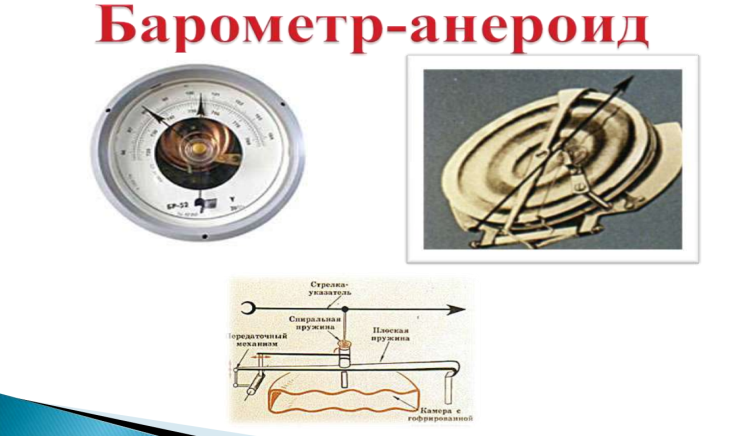 Барометр-анероид
БР-52
Стрелка-
указатель
Спиральная
пружина
Плоская
пружина
Передаточный
механизм
Камера с
гофрированной